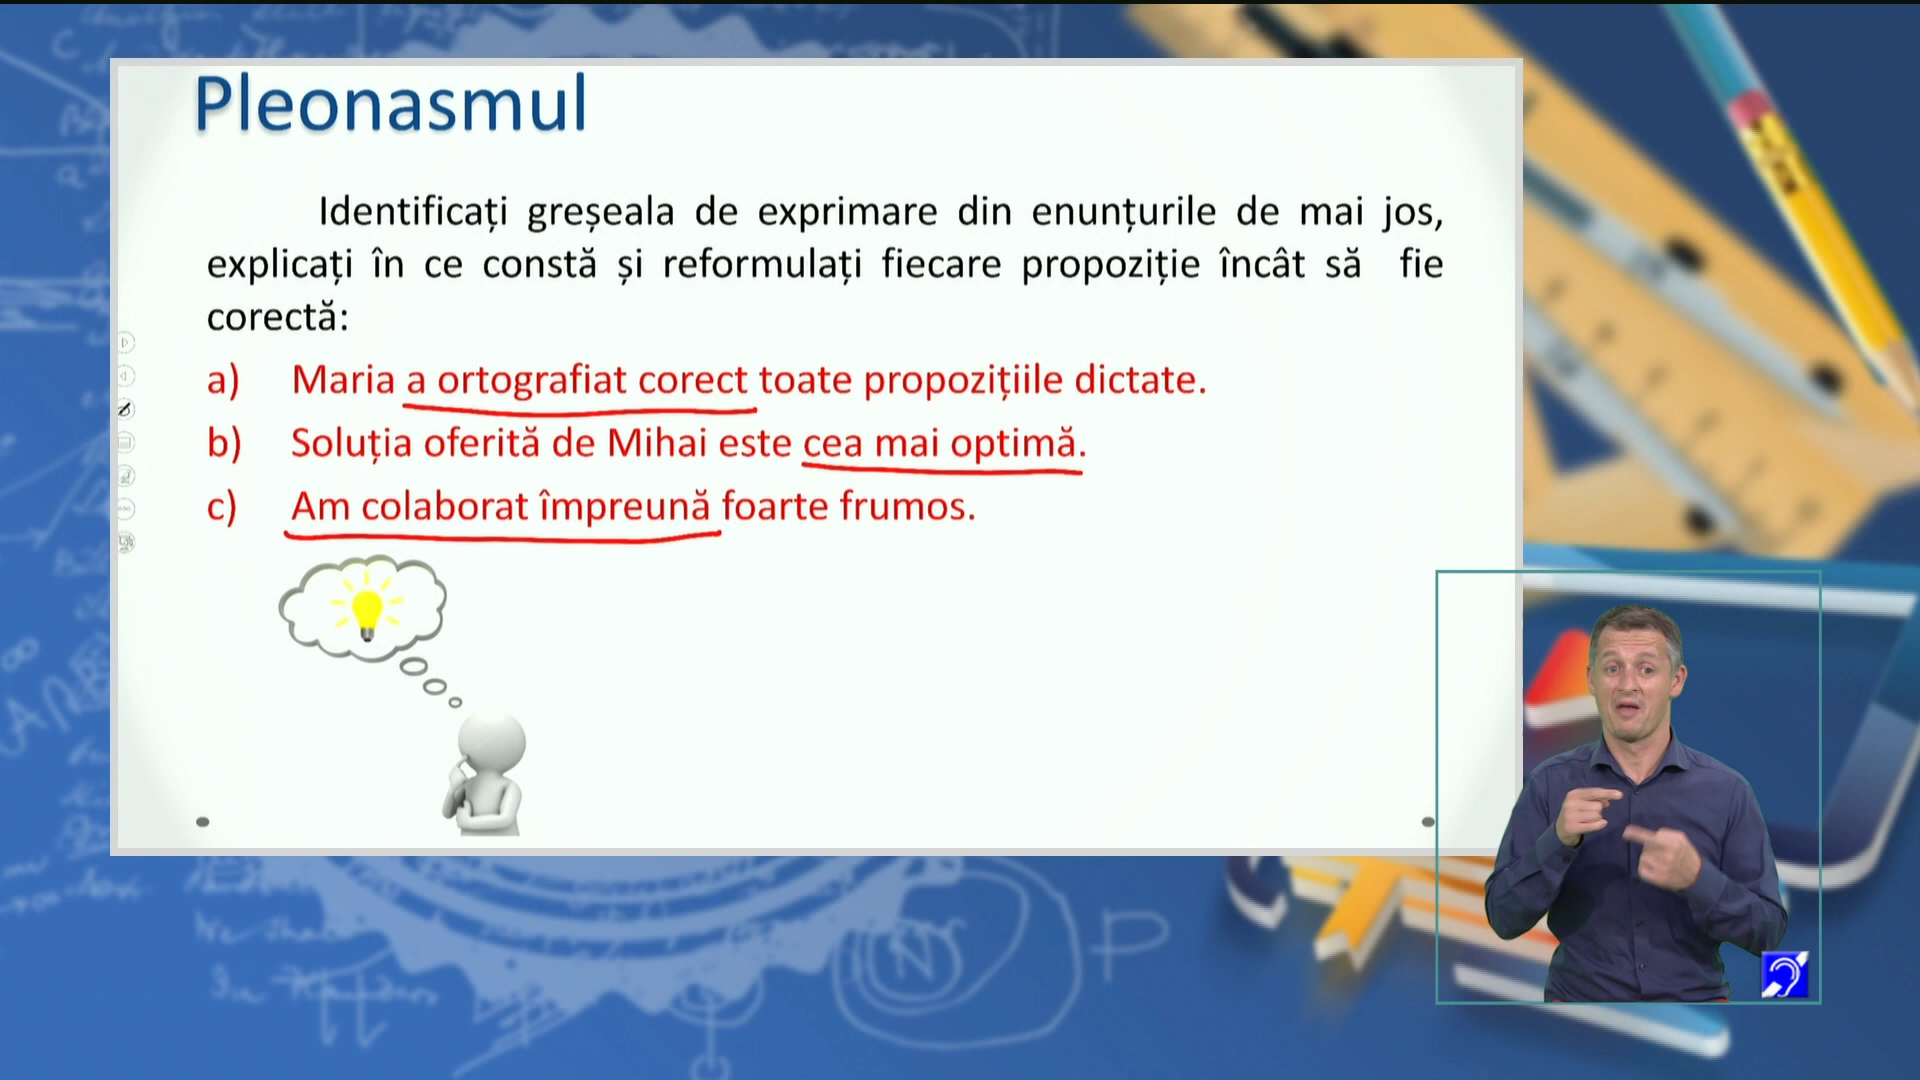 Pleonasmul
Identificați greșeala de exprimare din enunțurile de mai jos,
explicați în ce constă și reformulați fiecare propoziție încât să fie
corectă:
a) Maria a ortografiat corect toate propozițiile dictate.
b) Soluția oferită de Mihai este cea mai optimă.
c) Am colaborat împreună foarte frumos.
N
P